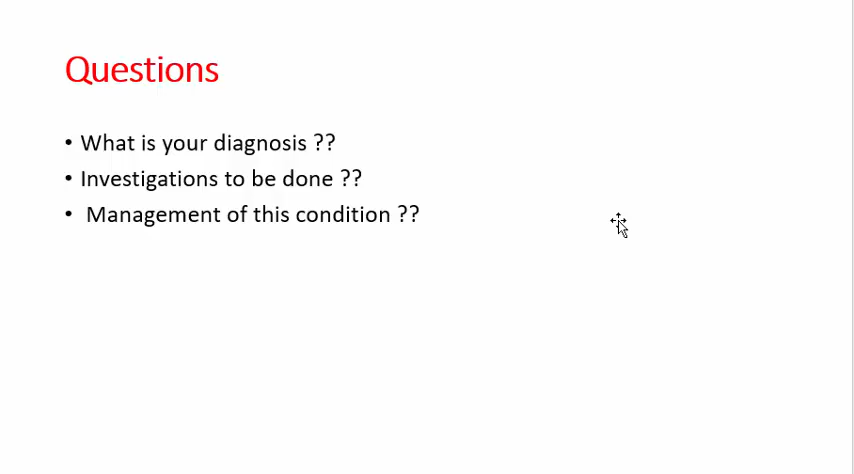 Questions
• What is your diagnosis ??
• Investigations to be done ??
• Management of this condition ??